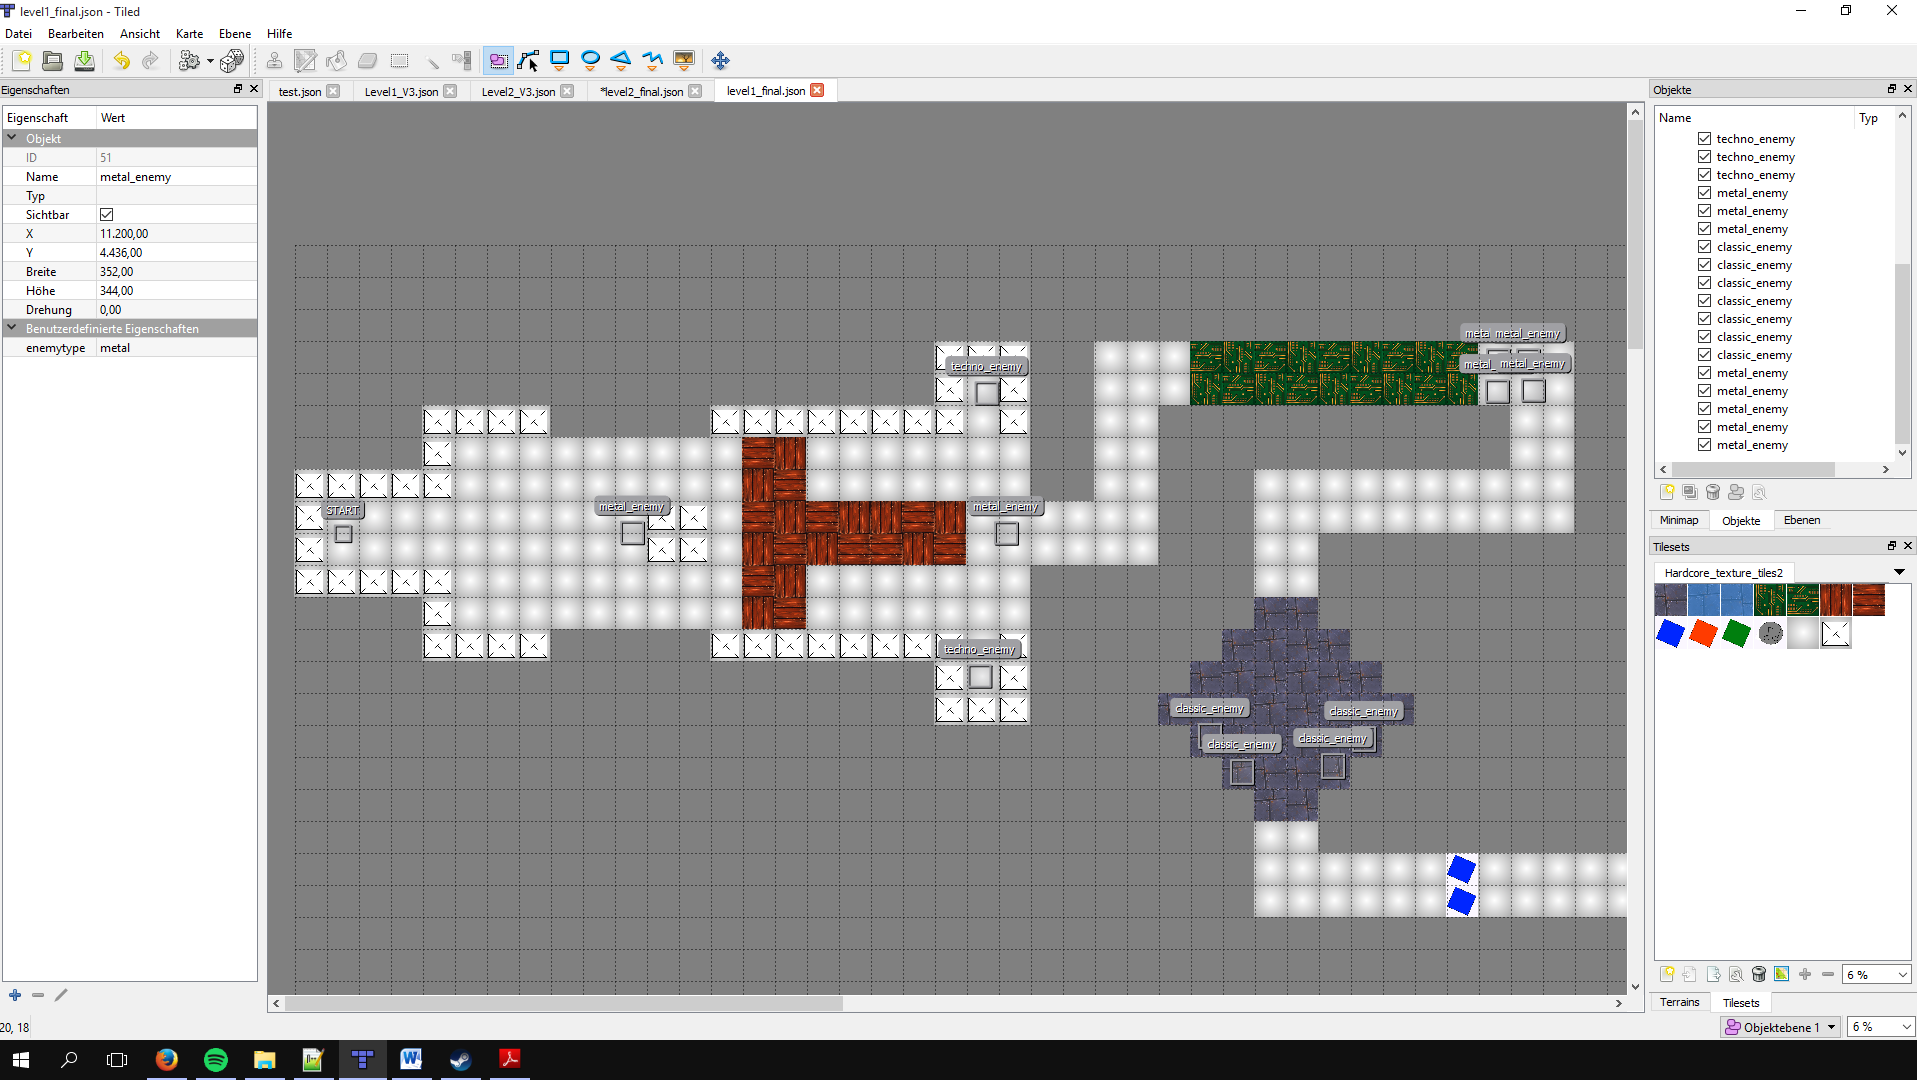 level1_final.json - Tiled
Datei Bearbeiten Ansicht Karte Ebene Hilfe
Eigenschaften
Eigenschaft Wert
Objekt
ID 51
Name metal_enemy
Typ
Sichtbar
X 11.200,00
Y 4.436,00
Breite 352,00
Höhe 344,00
Drehung 0,00
Benutzerdefinierte Eigenschaften
enemytype metal
20, 18
test.json Level1_V3.json Level2_V3.json *level2_final.json level1_final.json
meta metal_enemy
techno_enemy
metal_ metal_enemy
START
metal_enemy
metal_enemy
techno_enemy
classic_enemy
classic_enemy
classic_enemy
classic_enemy
Objekte
Name Typ
techno_enemy
techno_enemy
techno_enemy
metal_enemy
metal_enemy
metal_enemy
classic_enemy
classic_enemy
classic_enemy
classic_enemy
classic_enemy
classic_enemy
classic_enemy
metal_enemy
metal_enemy
metal_enemy
metal_enemy
metal_enemy
Minimap Objekte Ebenen
Tilesets
Hardcore_texture_tiles2
6 %
Terrains Tilesets
Objektebene 1 6 %